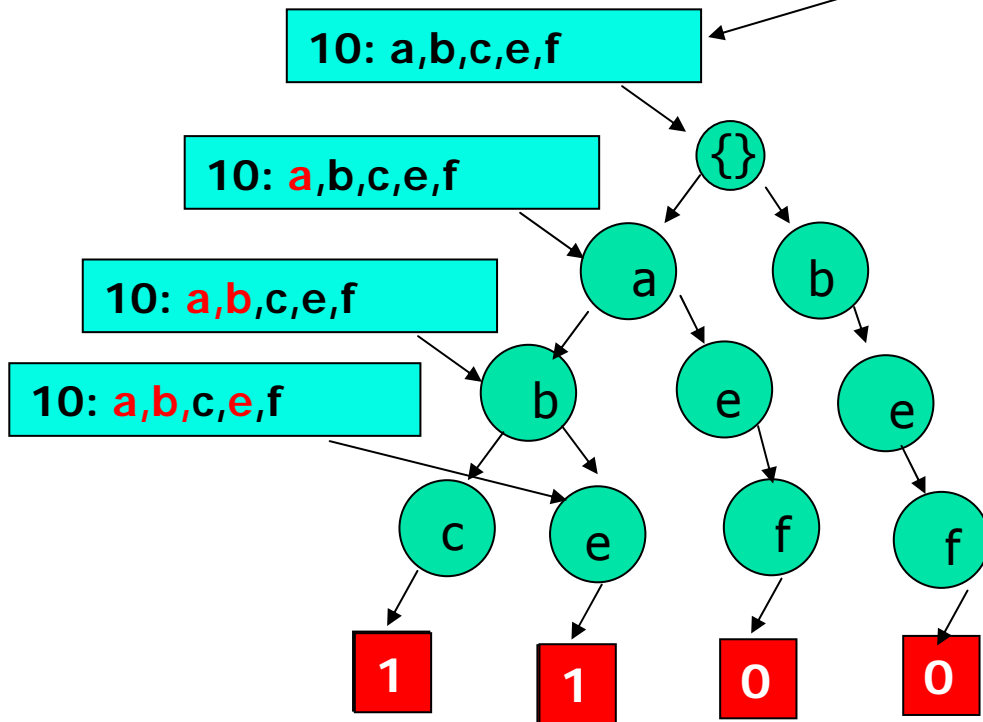 10: a,b,c,e,f
{}
10: a,b,c,e,f
a
b
10: a,b,c,e,f
b
e
e
10: a,b,c,e,f
c
e
f
f
1
1
0
0